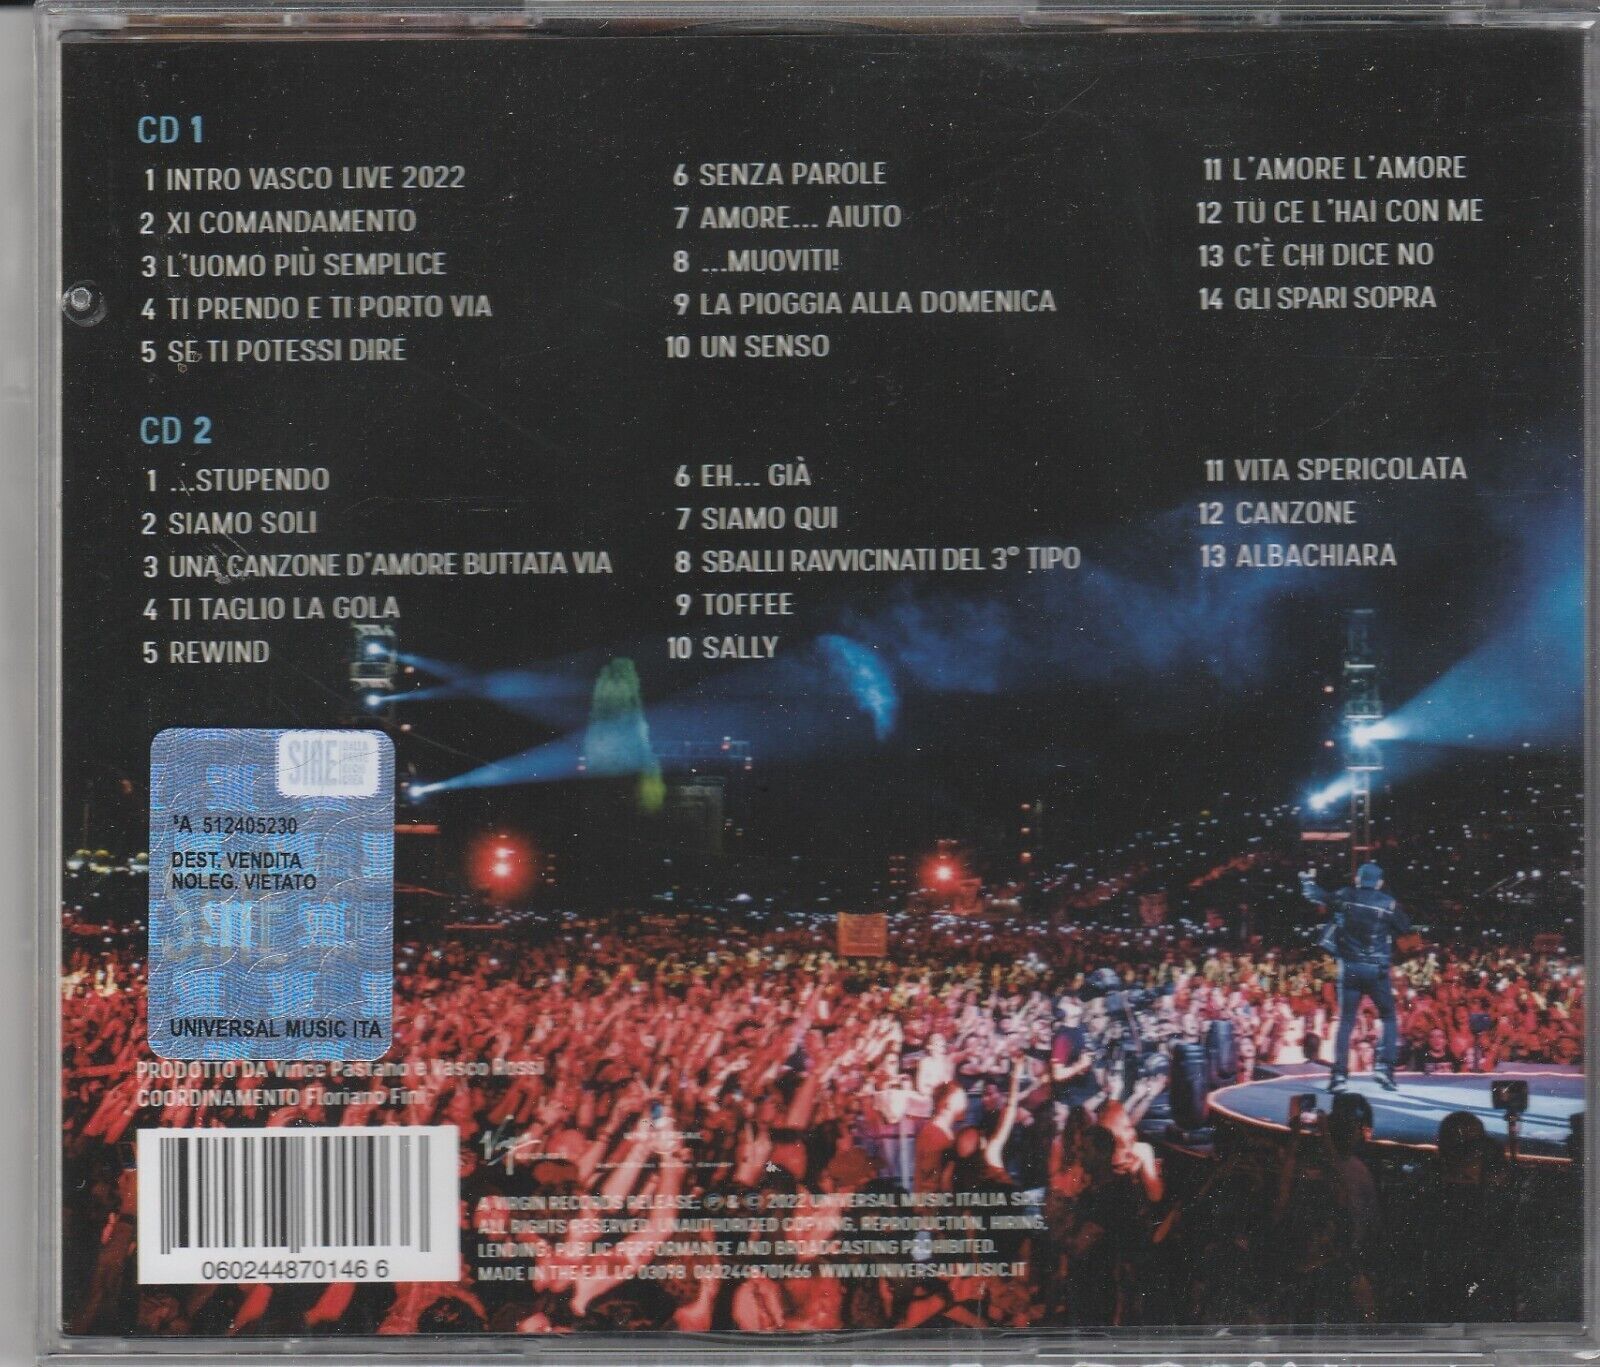 CD 1
1 INTRO VASCO LIVE 2022
2 XI COMANDAMENTO
3 L'UOMO PIÙ SEMPLICE
4 TI PRENDO E TI PORTO VIA
5 SE TI POTESSI DIRE
6 SENZA PAROLE
7 AMORE... AIUTO
8 ...MUOVITI!
9 LA PIOGGIA ALLA DOMENICA
10 UN SENSO
11 L'AMORE L'AMORE
12 TU CE L'HAI CON ME
13 C'È CHI DICE NO
14 GLI SPARI SOPRA
CD 2
1 ...STUPENDO
2 SIAMO SOLI
3 UNA CANZONE D'AMORE BUTTATA VIA
4 TI TAGLIO LA GOLA
5 REWIND
6 EH... GIÀ
7 SIAMO QUI
8 SBALLI RAVVICINATI DEL 3° TIPO
9 TOFFEE
10 SALLY
11 VITA SPERICOLATA
12 CANZONE
13 ALBACHIARA
SIAE
512405230
DEST. VENDITA
NOLEG. VIETATO
UNIVERSAL MUSIC ITA
PRODOTTO DA Vince Pastano e Vasco Rossi
COORDINAMENTO Floriano Fini
060244870146 6
Virgin
A VIRGIN RECORDS RELEASE: ℗ & © 2022 UNIVERSAL MUSIC ITALIA SRL.
ALL RIGHTS RESERVED. UNAUTHORIZED COPYING, REPRODUCTION, HIRING,
LENDING, PUBLIC PERFORMANCE AND BROADCASTING PROHIBITED.
MADE IN THE E.U. LC 03098 0602448701466 WWW.UNIVERSALMUSIC.IT